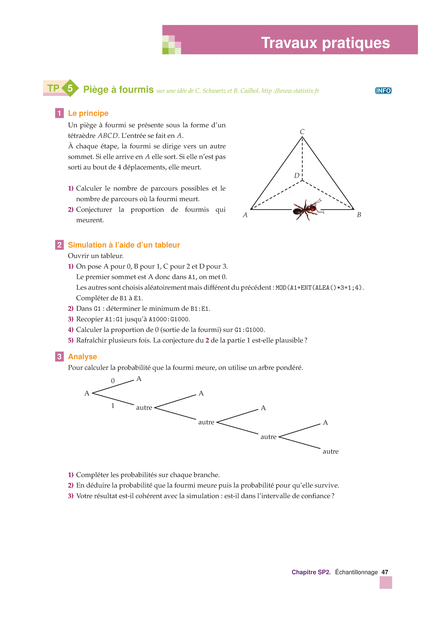 Travaux pratiques
TP 5 Piège à fourmis sur une idée de C. Schwartz et B. Cailhol, http://www.statistix.fr
INFO
1 Le principe
Un piège à fourmi se présente sous la forme d'un
tétraèdre ABCD. L'entrée se fait en A.
À chaque étape, la fourmi se dirige vers un autre
sommet. Si elle arrive en A elle sort. Si elle n'est pas
sorti au bout de 4 déplacements, elle meurt.
1) Calculer le nombre de parcours possibles et le
nombre de parcours où la fourmi meurt.
2) Conjecturer la proportion de fourmis qui
meurent.
C
D
A
B
2 Simulation à l'aide d'un tableur
Ouvrir un tableur.
1) On pose A pour 0, B pour 1, C pour 2 et D pour 3.
Le premier sommet est A donc dans A1, on met 0.
Les autres sont choisis aléatoirement mais différent du précédent : MOD(A1+ENT(ALEA()*3+1;4).
Compléter de B1 à E1.
2) Dans G1 : déterminer le minimum de B1:E1.
3) Recopier A1:G1 jusqu'à A1000:G1000.
4) Calculer la proportion de 0 (sortie de la fourmi) sur G1:G1000.
5) Rafraîchir plusieurs fois. La conjecture du 2 de la partie 1 est-elle plausible ?
3 Analyse
Pour calculer la probabilité que la fourmi meure, on utilise un arbre pondéré.
0
A
A
A
1
autre
A
autre
A
autre
autre
1) Compléter les probabilités sur chaque branche.
2) En déduire la probabilité que la fourmi meure puis la probabilité pour qu'elle survive.
3) Votre résultat est-il cohérent avec la simulation : est-il dans l'intervalle de confiance ?
Chapitre SP2. Échantillonnage 47